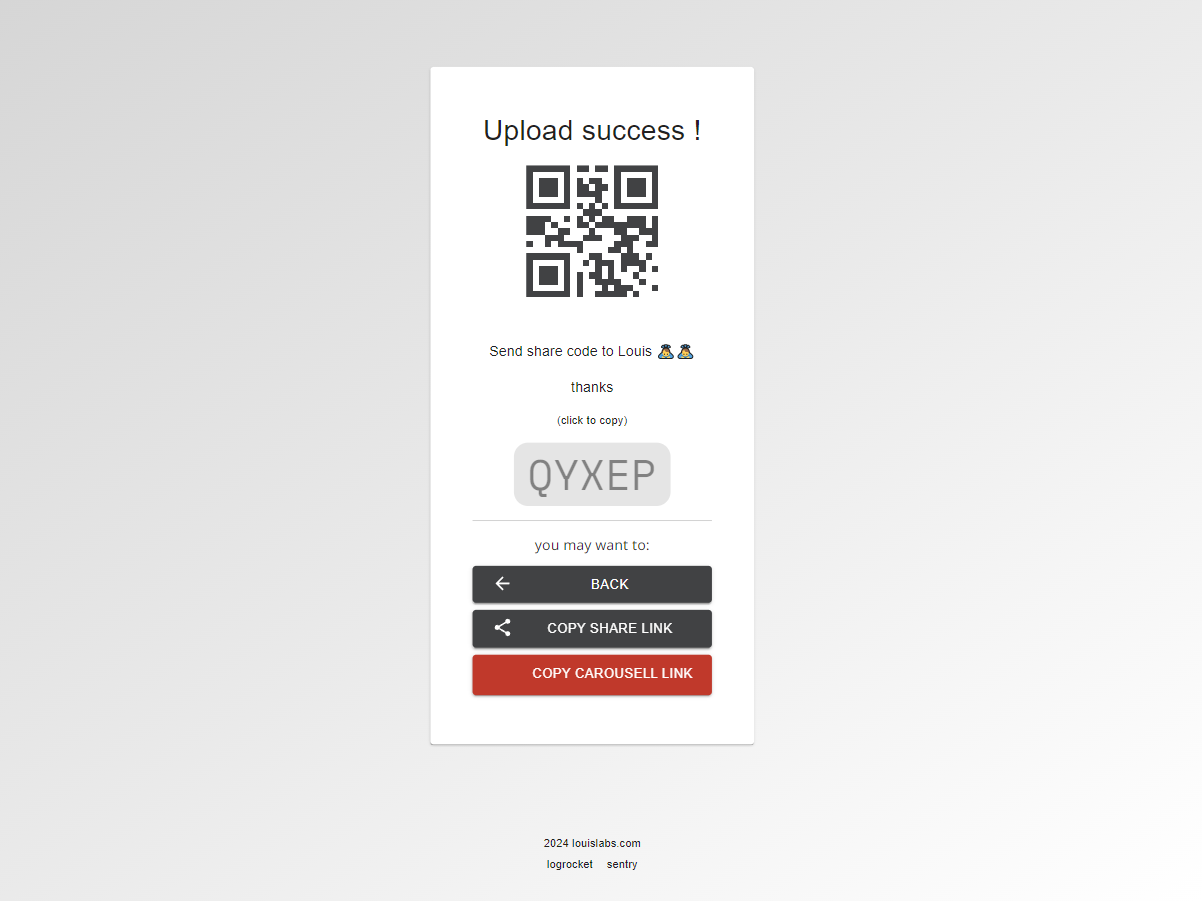 Upload success !
Send share code to Louis
thanks
(click to copy)
QYXEP
you may want to:
BACK
COPY SHARE LINK
COPY CAROUSELL LINK
2024 louislabs.com
logrocket sentry